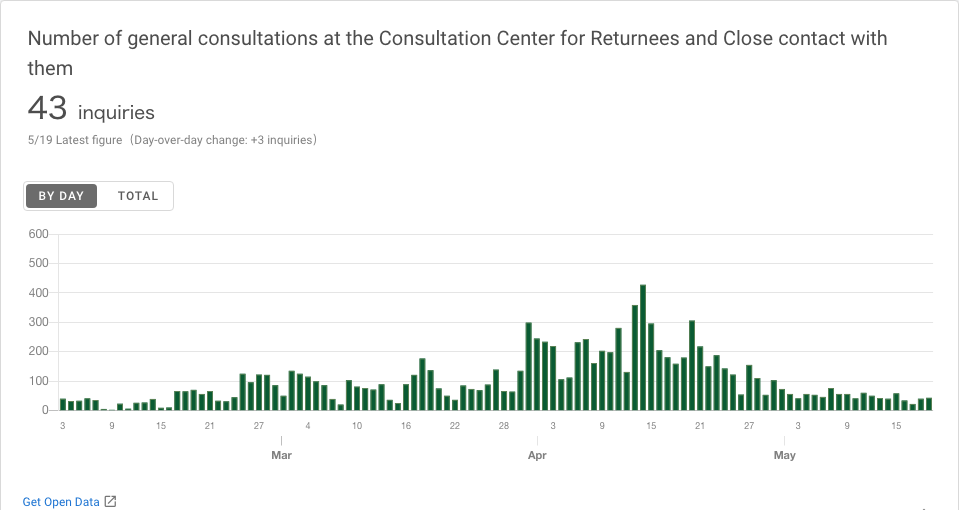 Number of general consultations at the Consultation Center for Returnees and Close contact with
them
43 inquiries
5/19 Latest figure（Day-over-day change: +3 inquiries）
BY DAY TOTAL
600
500
400
300
200
100
0
3 9 15 21 27 4 10 16 22 28 3 9 15 21 27 3 9 15
Mar Apr May
Get Open Data